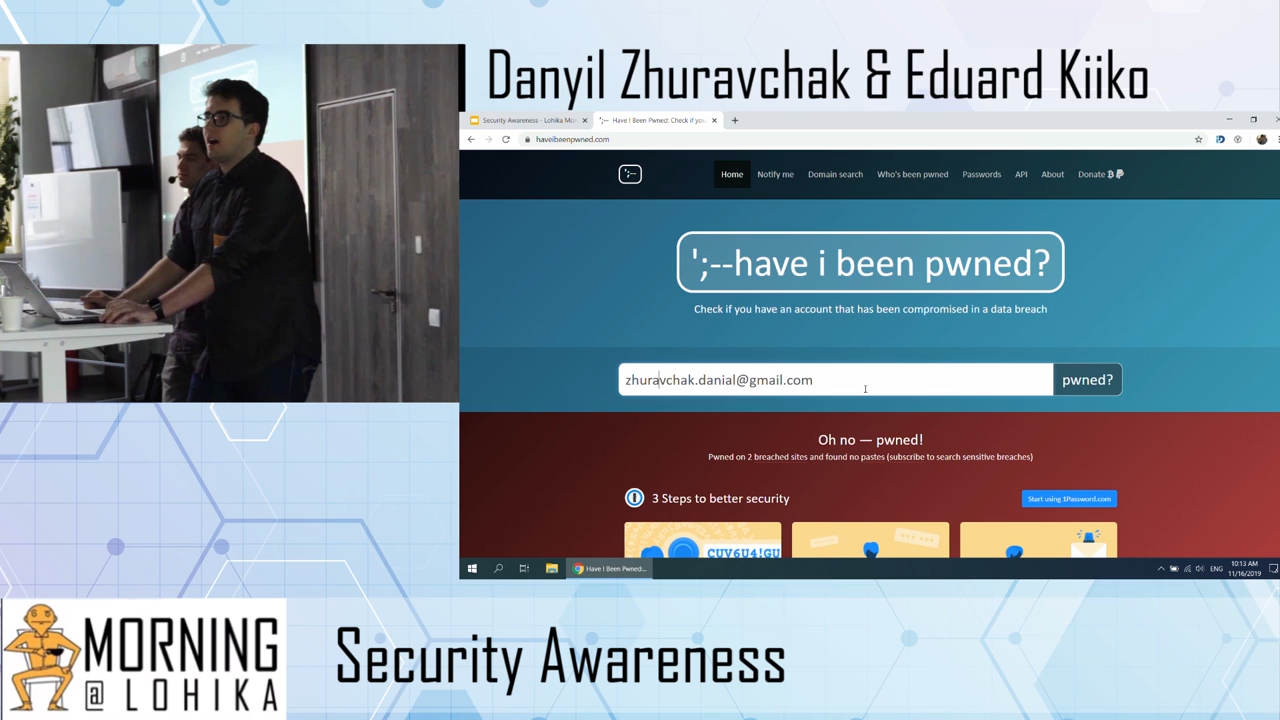 Danyil Zhuravchak & Eduard Kiiko
Security Awareness - Lohika Mor
';-- Have I Been Pwned: Check if you
haveibeenpwned.com
';--
Home Notify me Domain search Who's been pwned Passwords API About Donate
';--have i been pwned?
Check if you have an account that has been compromised in a data breach
zhuravchak.danial@gmail.com pwned?
Oh no — pwned!
Pwned on 2 breached sites and found no pastes (subscribe to search sensitive breaches)
3 Steps to better security Start using 1Password.com
CUV6U4!GU
Have I Been Pwned:...
ENG
10:13 AM
11/16/2019
MORNING
@ LOHIKA
Security Awareness